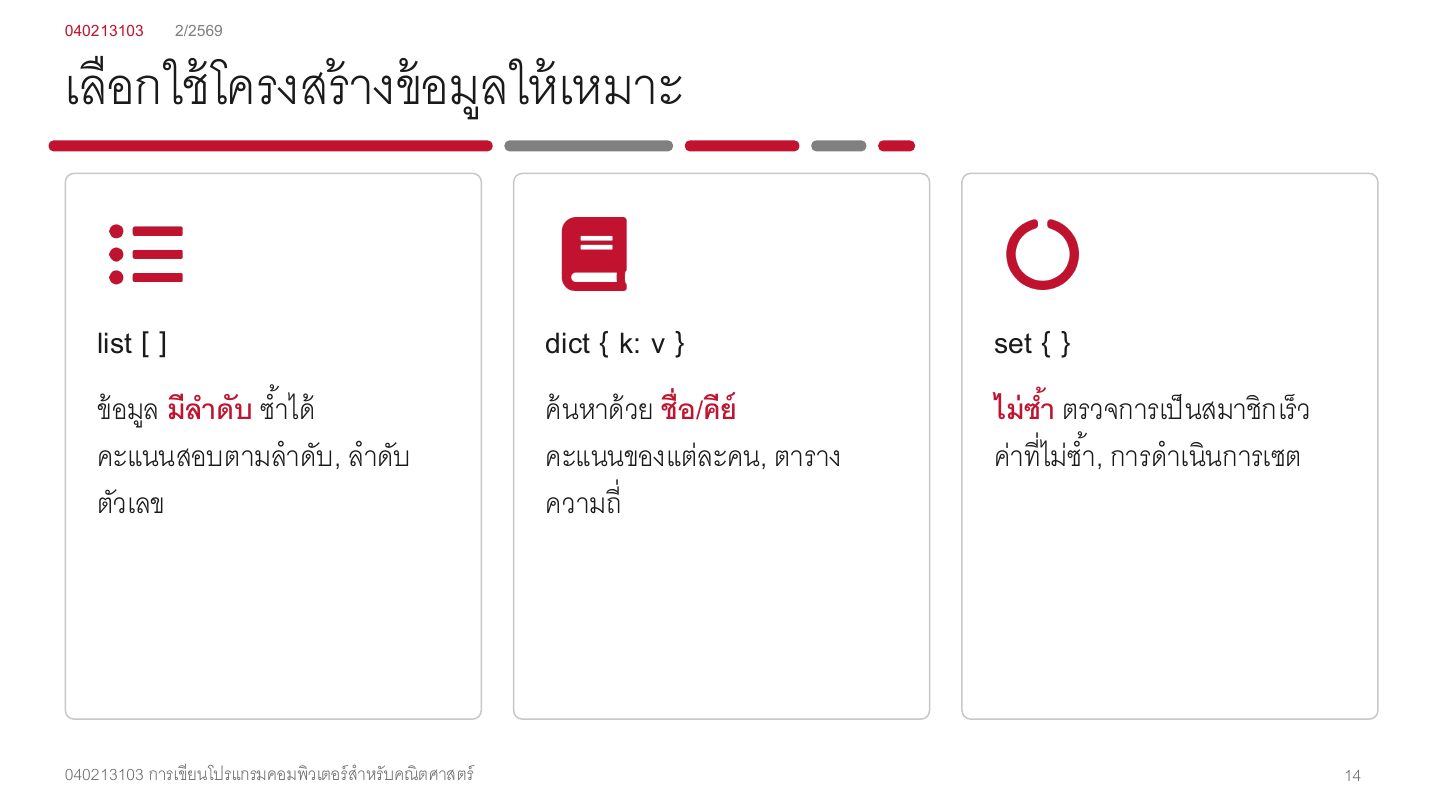 040213103 2/2569
เลือกใช้โครงสร้างข้อมูลให้เหมาะ
list [ ]
ข้อมูล มีลำดับ ซ้ำได้
คะแนนสอบตามลำดับ, ลำดับ
ตัวเลข
dict { k: v }
ค้นหาด้วย ชื่อ/คีย์
คะแนนของแต่ละคน, ตาราง
ความถี่
set { }
ไม่ซ้ำ ตรวจการเป็นสมาชิกเร็ว
ค่าที่ไม่ซ้ำ, การดำเนินการเซต
040213103 การเขียนโปรแกรมคอมพิวเตอร์สำหรับคณิตศาสตร์
14